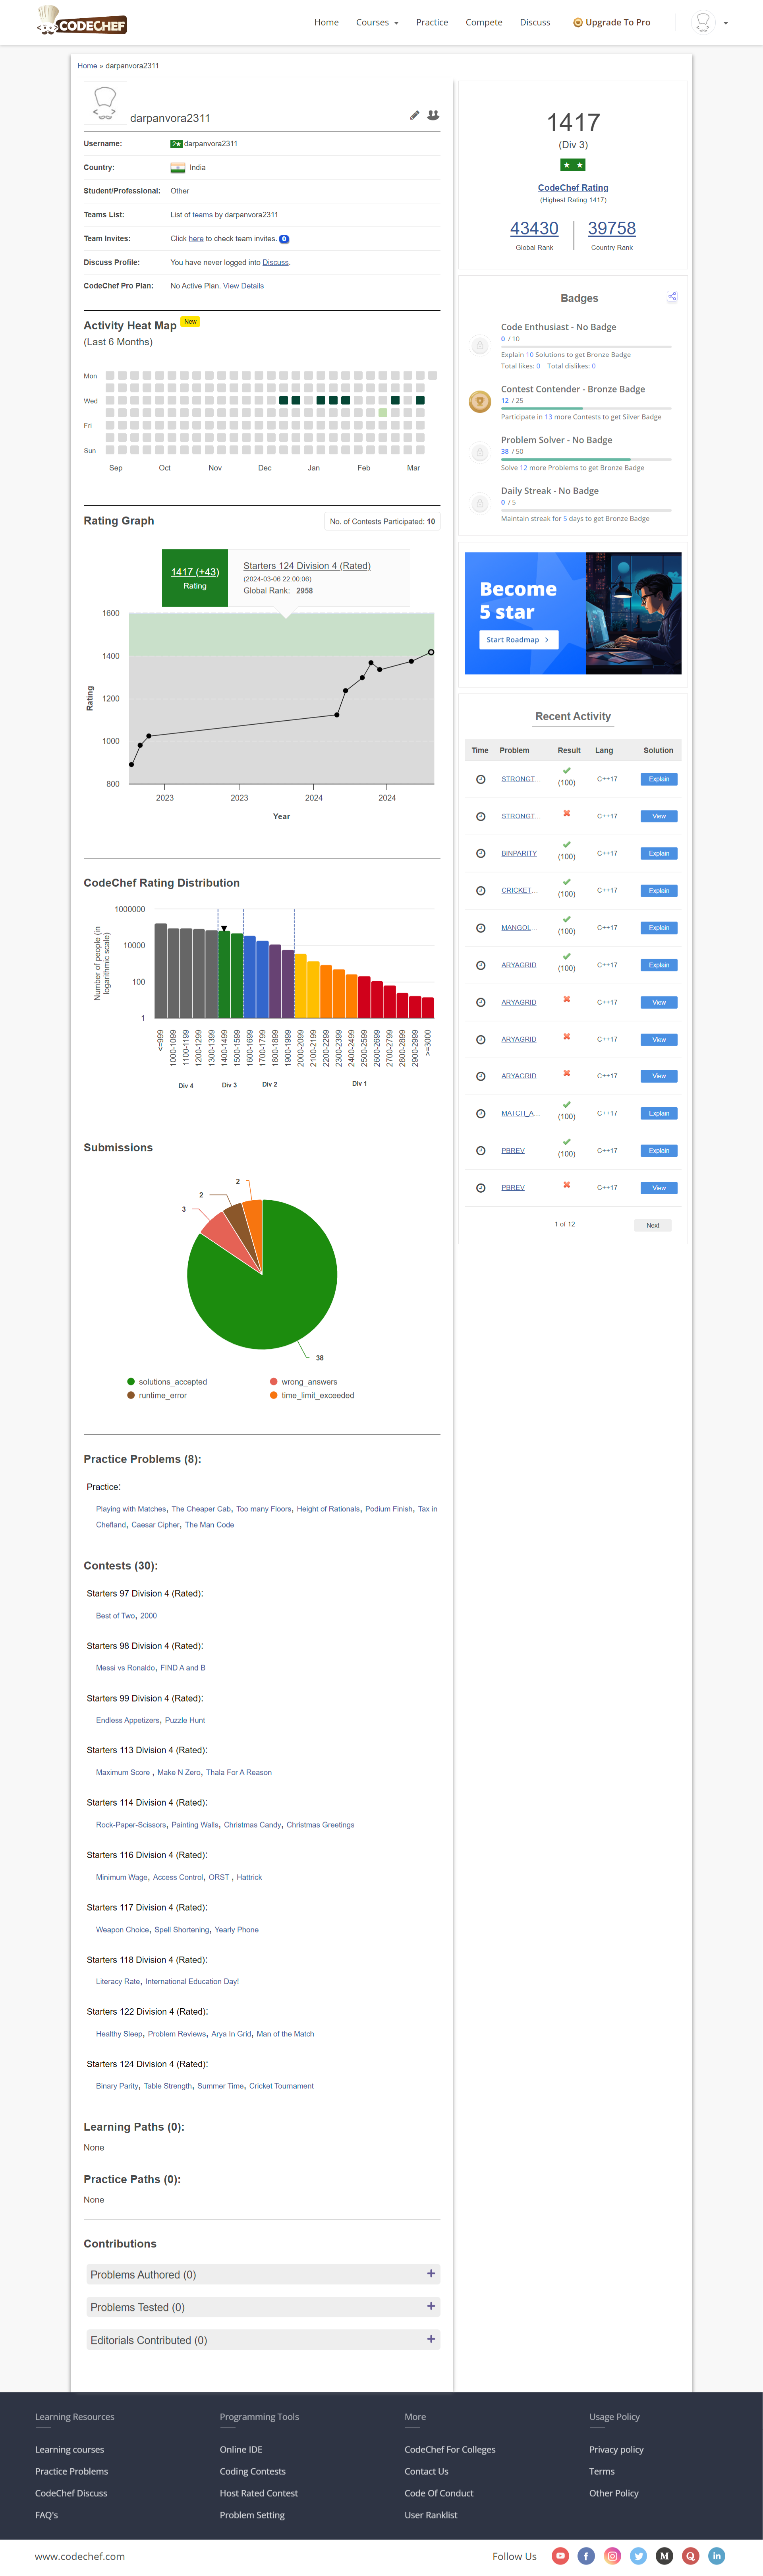 CODECHEF
Home Courses Practice Compete Discuss Upgrade To Pro
Home » darpanvora2311
darpanvora2311
Username: 2★ darpanvora2311
Country: India
Student/Professional: Other
Teams List: List of teams by darpanvora2311
Team Invites: Click here to check team invites. 0
Discuss Profile: You have never logged into Discuss.
CodeChef Pro Plan: No Active Plan. View Details
Activity Heat Map New
(Last 6 Months)
Mon
Wed
Fri
Sun
Sep Oct Nov Dec Jan Feb Mar
Rating Graph
No. of Contests Participated: 10
1417 (+43)
Rating
Starters 124 Division 4 (Rated)
(2024-03-06 22:00:06)
Global Rank: 2958
1600
1400
1200
1000
800
Rating
2023 2023 2024 2024
Year
CodeChef Rating Distribution
Number of people (in logarithmic scale)
1000000
10000
100
1
<=999
1000-1099
1100-1199
1200-1299
1300-1399
1400-1499
1500-1599
1600-1699
1700-1799
1800-1899
1900-1999
2000-2099
2100-2199
2200-2299
2300-2399
2400-2499
2500-2599
2600-2699
2700-2799
2800-2899
2900-2999
>=3000
Div 4 Div 3 Div 2 Div 1
Submissions
2
2
3
38
solutions_accepted wrong_answers
runtime_error time_limit_exceeded
Practice Problems (8):
Practice:
Playing with Matches, The Cheaper Cab, Too many Floors, Height of Rationals, Podium Finish, Tax in
Chefland, Caesar Cipher, The Man Code
Contests (30):
Starters 97 Division 4 (Rated):
Best of Two, 2000
Starters 98 Division 4 (Rated):
Messi vs Ronaldo, FIND A and B
Starters 99 Division 4 (Rated):
Endless Appetizers, Puzzle Hunt
Starters 113 Division 4 (Rated):
Maximum Score , Make N Zero, Thala For A Reason
Starters 114 Division 4 (Rated):
Rock-Paper-Scissors, Painting Walls, Christmas Candy, Christmas Greetings
Starters 116 Division 4 (Rated):
Minimum Wage, Access Control, ORST , Hattrick
Starters 117 Division 4 (Rated):
Weapon Choice, Spell Shortening, Yearly Phone
Starters 118 Division 4 (Rated):
Literacy Rate, International Education Day!
Starters 122 Division 4 (Rated):
Healthy Sleep, Problem Reviews, Arya In Grid, Man of the Match
Starters 124 Division 4 (Rated):
Binary Parity, Table Strength, Summer Time, Cricket Tournament
Learning Paths (0):
None
Practice Paths (0):
None
Contributions
Problems Authored (0) +
Problems Tested (0) +
Editorials Contributed (0) +
1417
(Div 3)
★★
CodeChef Rating
(Highest Rating 1417)
43430 39758
Global Rank Country Rank
Badges
Code Enthusiast - No Badge
0 / 10
Explain 10 Solutions to get Bronze Badge
Total likes: 0 Total dislikes: 0
Contest Contender - Bronze Badge
12 / 25
Participate in 13 more Contests to get Silver Badge
Problem Solver - No Badge
38 / 50
Solve 12 more Problems to get Bronze Badge
Daily Streak - No Badge
0 / 5
Maintain streak for 5 days to get Bronze Badge
Become
5 star
Start Roadmap >
Recent Activity
Time Problem Result Lang Solution
STRONGT... (100) C++17 Explain
STRONGT... C++17 View
BINPARITY (100) C++17 Explain
CRICKET... (100) C++17 Explain
MANGOL... (100) C++17 Explain
ARYAGRID (100) C++17 Explain
ARYAGRID C++17 View
ARYAGRID C++17 View
ARYAGRID C++17 View
MATCH_A... (100) C++17 Explain
PBREV (100) C++17 Explain
PBREV C++17 View
1 of 12 Next
Learning Resources Programming Tools More Usage Policy
Learning courses Online IDE CodeChef For Colleges Privacy policy
Practice Problems Coding Contests Contact Us Terms
CodeChef Discuss Host Rated Contest Code Of Conduct Other Policy
FAQ's Problem Setting User Ranklist
www.codechef.com Follow Us